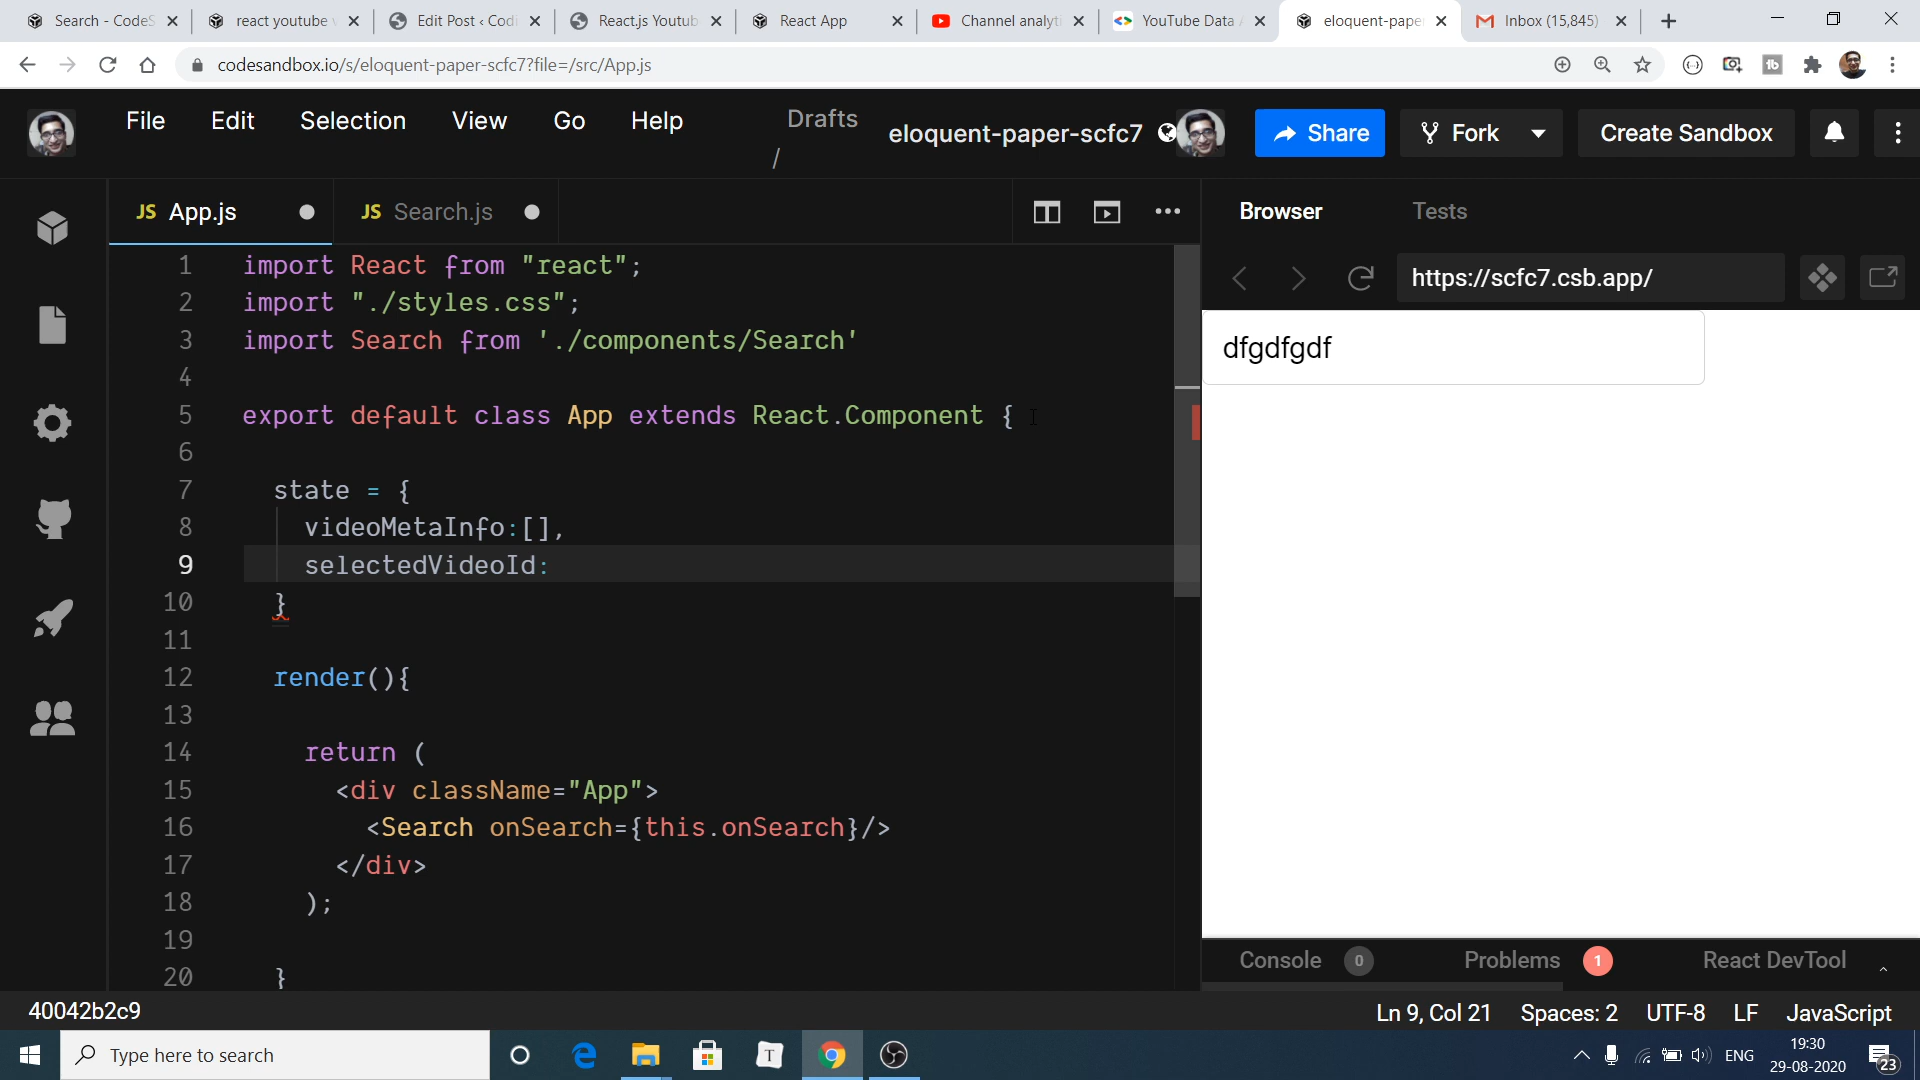 Search - CodeS
react youtube v
Edit Post ‹ Codi
React.js Youtub
React App
Channel analyti
YouTube Data A
eloquent-paper
Inbox (15,845)
codesandbox.io/s/eloquent-paper-scfc7?file=/src/App.js
File Edit Selection View Go Help
Drafts
/
eloquent-paper-scfc7
Share
Fork
Create Sandbox
JS App.js
JS Search.js
Browser
Tests
https://scfc7.csb.app/
1 import React from "react";
2 import "./styles.css";
3 import Search from './components/Search'
4
5 export default class App extends React.Component {
6
7 state = {
8 videoMetaInfo:[],
9 selectedVideoId:
10 }
11
12 render(){
13
14 return (
15 <div className="App">
16 <Search onSearch={this.onSearch}/>
17 </div>
18 );
19
20 }
dfgdfgdf
Console 0
Problems 1
React DevTool
40042b2c9
Ln 9, Col 21
Spaces: 2
UTF-8
LF
JavaScript
Type here to search
T
ENG
19:30
29-08-2020
23